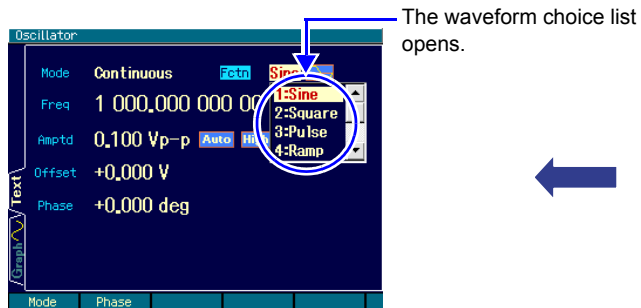 The waveform choice list
opens.
Oscillator
Mode Continuous Fctn
Freq 1 000.000 000
Amptd 0.100 Vp-p Auto
Offset +0.000 V
Phase +0.000 deg
1:Sine
2:Square
3:Pulse
4:Ramp
Text
Graph
Mode Phase